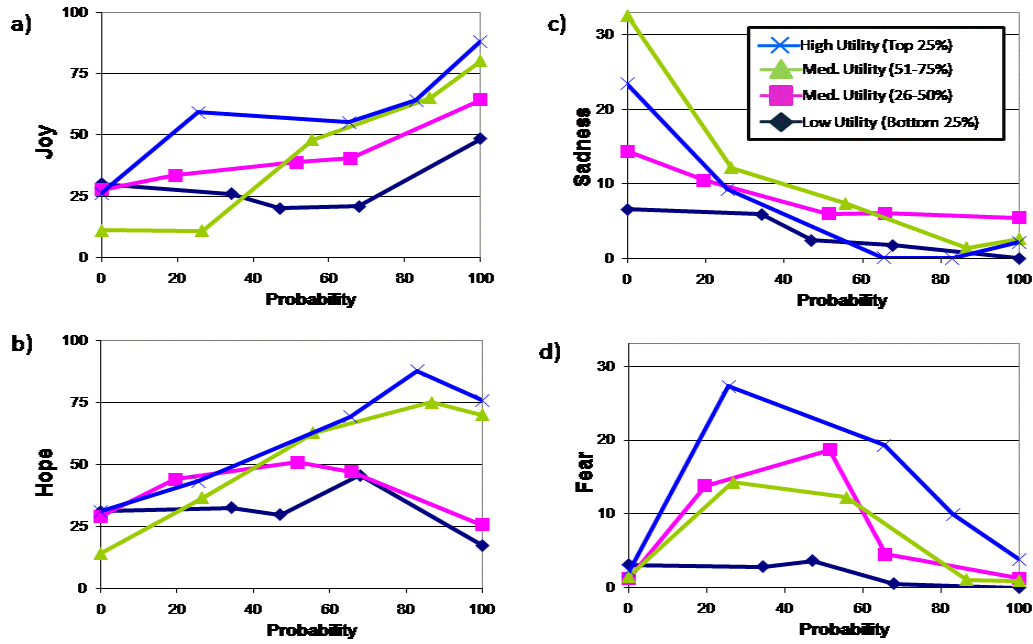 a)
100
75
50
25
0
Joy
0 20 40 60 80 100
Probability
c)
30
20
10
0
Sadness
High Utility (Top 25%)
Med. Utility (51-75%)
Med. Utility (26-50%)
Low Utility (Bottom 25%)
0 20 40 60 80 100
Probability
b)
100
75
50
25
0
Hope
0 20 40 60 80 100
Probability
d)
30
20
10
0
Fear
0 20 40 60 80 100
Probability